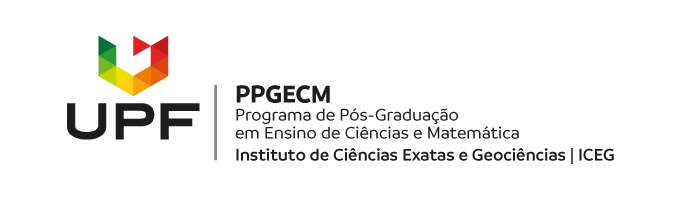 UPF
PPGECM
Programa de Pós-Graduação
em Ensino de Ciências e Matemática
Instituto de Ciências Exatas e Geociências | ICEG